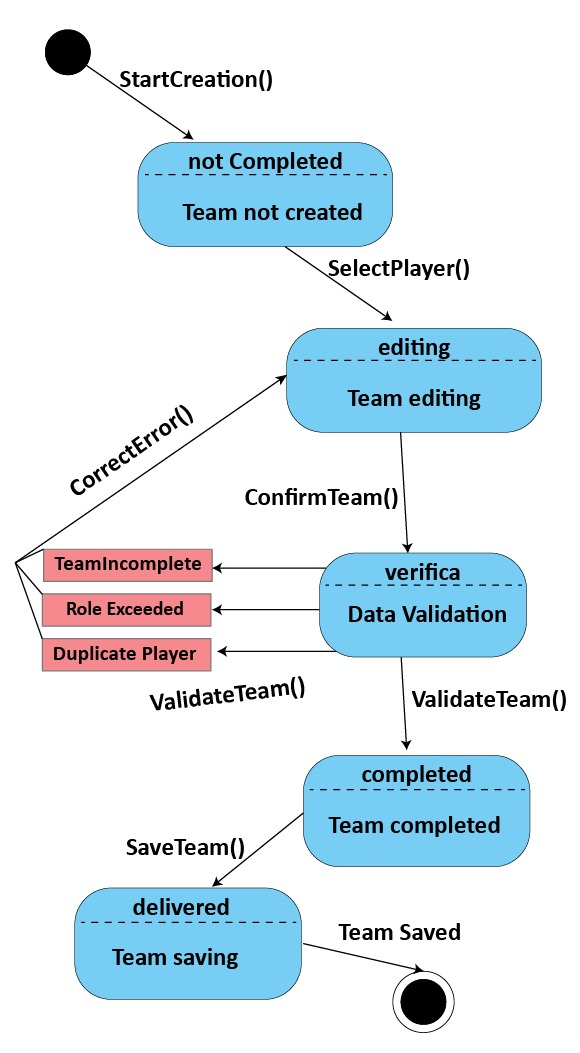 StartCreation()
not Completed
Team not created
SelectPlayer()
editing
Team editing
CorrectError()
ConfirmTeam()
TeamIncomplete
verifica
Role Exceeded
Data Validation
Duplicate Player
ValidateTeam()
ValidateTeam()
completed
Team completed
SaveTeam()
delivered
Team saving
Team Saved